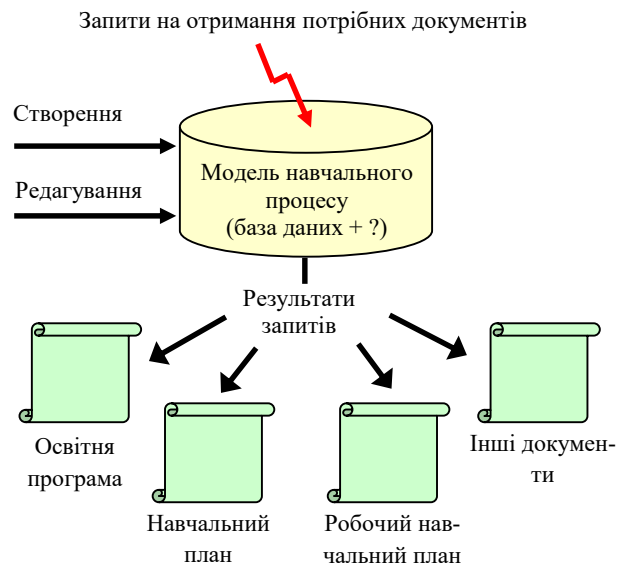 Запити на отримання потрібних документів
Створення
Редагування
Модель навчального
процесу
(база даних + ?)
Результати
запитів
Освітня
програма
Навчальний
план
Робочий нав-
чальний план
Інші докумен-
ти